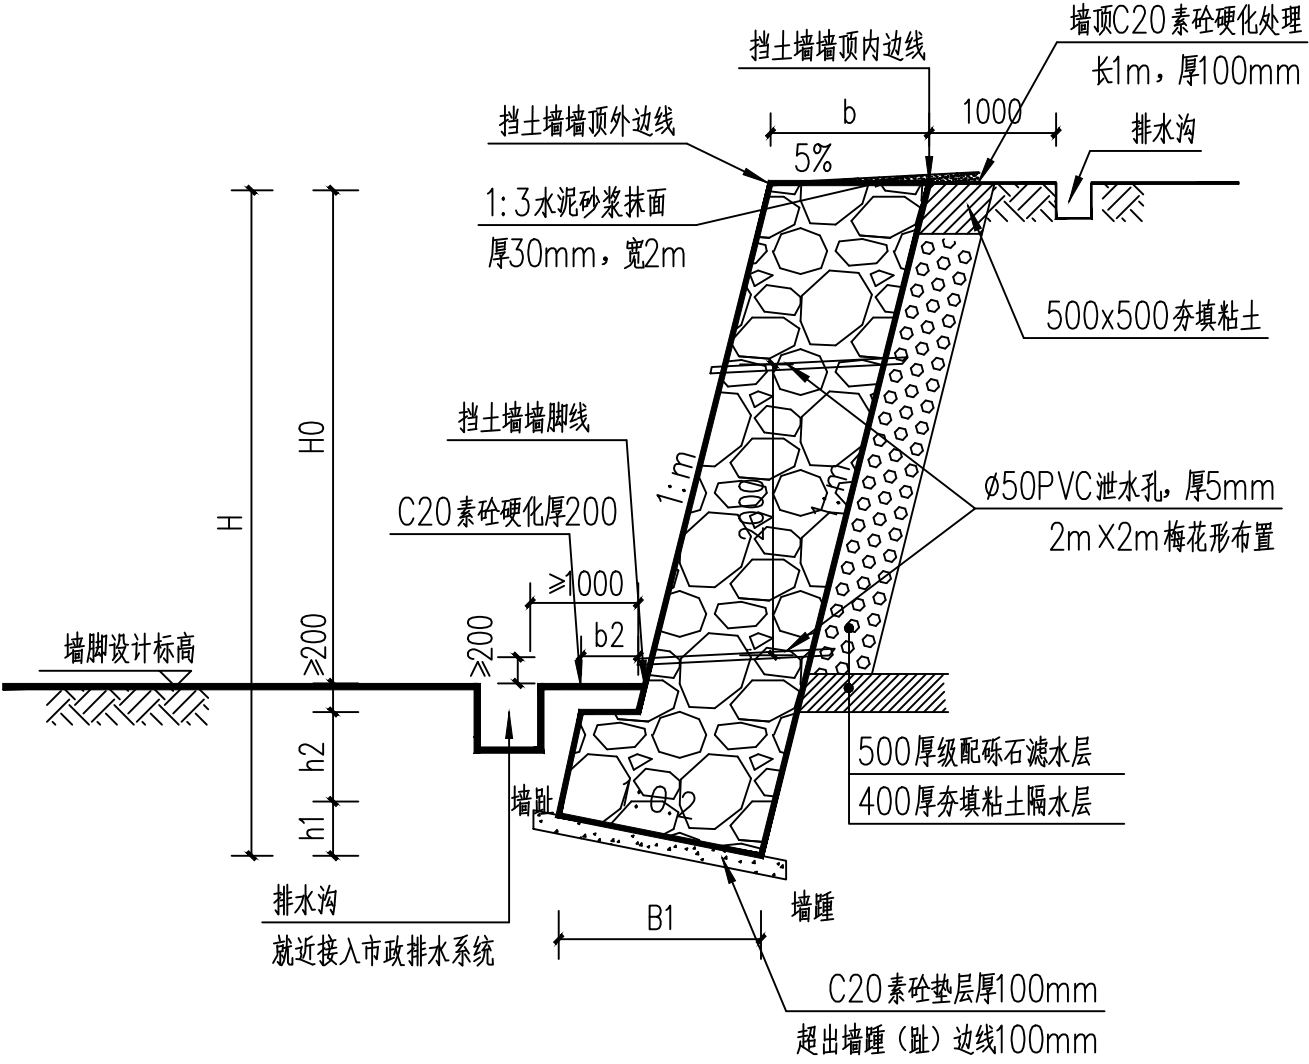 墙顶C20素砼硬化处理
长1m，厚100mm
挡土墙墙顶内边线
b
1000
排水沟
挡土墙墙顶外边线
5%
1:3水泥砂浆抹面
厚30mm，宽2m
500x500夯填粘土
H0
挡土墙墙脚线
1:m
1:m
2000
ϕ50PVC泄水孔，厚5mm
2mX2m梅花形布置
C20素砼硬化厚200
H
≥1000
b2
≥200
≥200
墙脚设计标高
500厚级配砾石滤水层
400厚夯填粘土隔水层
h2
h1
墙趾
1:0.2
排水沟
就近接入市政排水系统
B1
墙踵
C20素砼垫层厚100mm
超出墙踵（趾）边线100mm